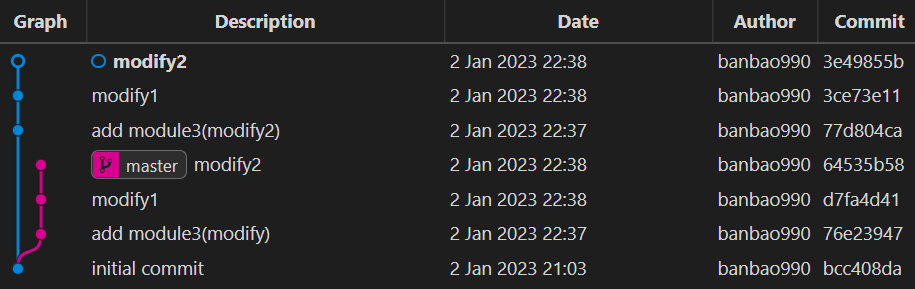 Graph Description Date Author Commit
modify2 2 Jan 2023 22:38 banbao990 3e49855b
modify1 2 Jan 2023 22:38 banbao990 3ce73e11
add module3(modify2) 2 Jan 2023 22:37 banbao990 77d804ca
master modify2 2 Jan 2023 22:38 banbao990 64535b58
modify1 2 Jan 2023 22:38 banbao990 d7fa4d41
add module3(modify) 2 Jan 2023 22:37 banbao990 76e23947
initial commit 2 Jan 2023 21:03 banbao990 bcc408da